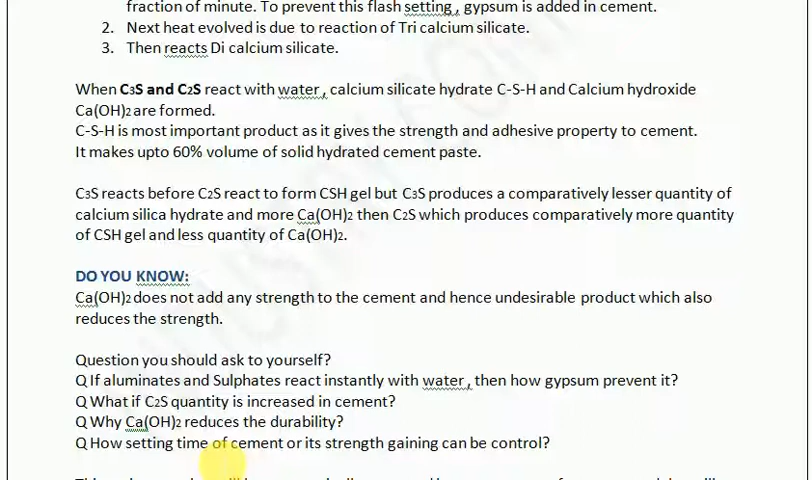 fraction of minute. To prevent this flash setting , gypsum is added in cement.
2. Next heat evolved is due to reaction of Tri calcium silicate.
3. Then reacts Di calcium silicate.
When C3S and C2S react with water , calcium silicate hydrate C-S-H and Calcium hydroxide
Ca(OH)2 are formed.
C-S-H is most important product as it gives the strength and adhesive property to cement.
It makes upto 60% volume of solid hydrated cement paste.
C3S reacts before C2S react to form CSH gel but C3S produces a comparatively lesser quantity of
calcium silica hydrate and more Ca(OH)2 then C2S which produces comparatively more quantity
of CSH gel and less quantity of Ca(OH)2.
DO YOU KNOW:
Ca(OH)2 does not add any strength to the cement and hence undesirable product which also
reduces the strength.
Question you should ask to yourself?
Q If aluminates and Sulphates react instantly with water , then how gypsum prevent it?
Q What if C2S quantity is increased in cement?
Q Why Ca(OH)2 reduces the durability?
Q How setting time of cement or its strength gaining can be control?